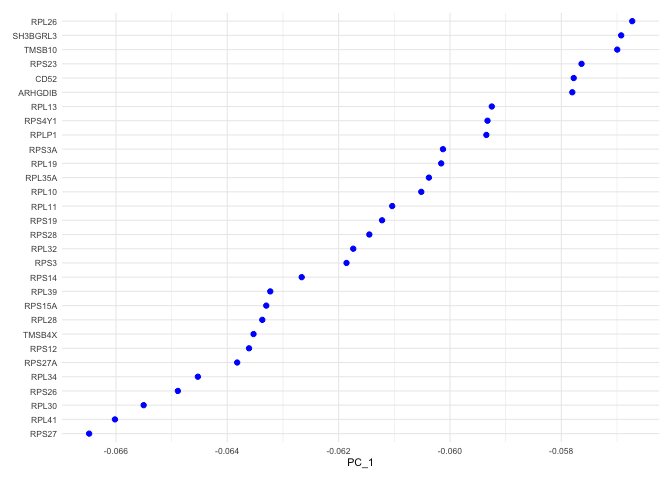 RPL26
SH3BGRL3
TMSB10
RPS23
CD52
ARHGDIB
RPL13
RPS4Y1
RPLP1
RPS3A
RPL19
RPL35A
RPL10
RPL11
RPS19
RPS28
RPL32
RPS3
RPS14
RPL39
RPS15A
RPL28
TMSB4X
RPS12
RPS27A
RPL34
RPS26
RPL30
RPL41
RPS27
-0.066 -0.064 -0.062 -0.060 -0.058
PC_1